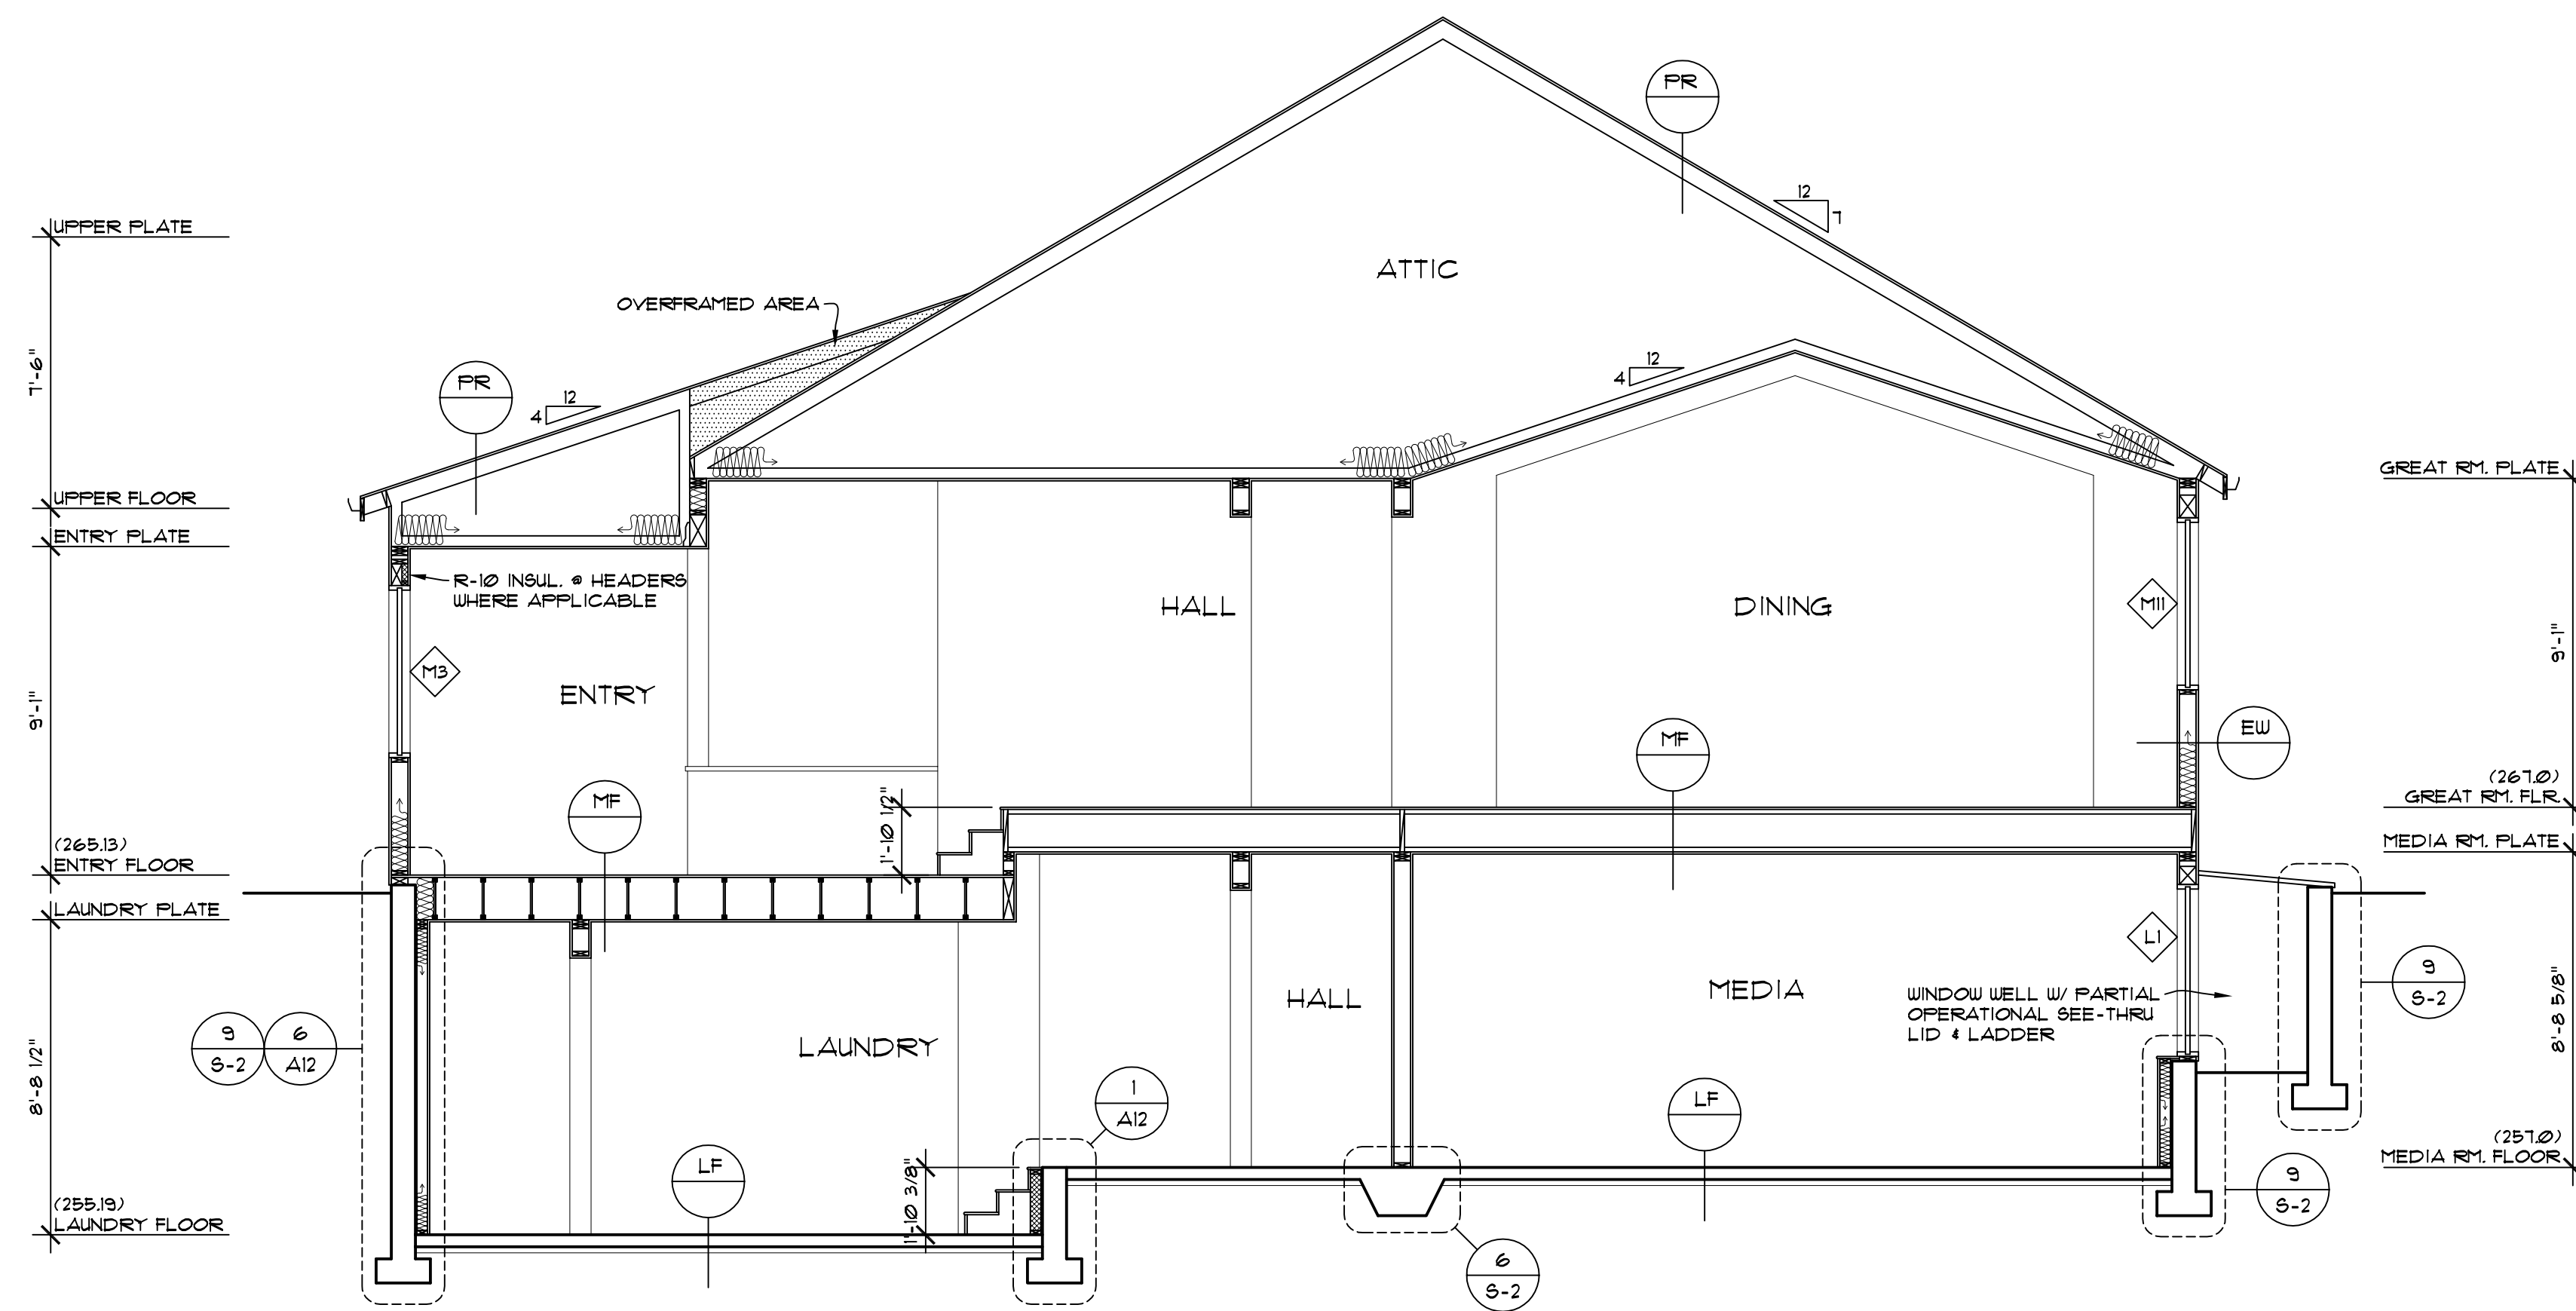 PR
12
7
UPPER PLATE
ATTIC
OVERFRAMED AREA
7'-6"
12
4
PR
12
4
GREAT RM. PLATE
UPPER FLOOR
ENTRY PLATE
R-10 INSUL. @ HEADERS
WHERE APPLICABLE
HALL
DINING
M11
M3
ENTRY
9'-1"
9'-1"
EW
MF
MF
1'-10 1/2"
(267.0)
GREAT RM. FLR.
(265.13)
ENTRY FLOOR
MEDIA RM. PLATE
LAUNDRY PLATE
L1
9
S-2
HALL
MEDIA
WINDOW WELL W/ PARTIAL
OPERATIONAL SEE-THRU
LID & LADDER
8'-8 5/8"
9
S-2
6
A12
LAUNDRY
8'-8 1/2"
1
A12
LF
LF
1'-10 3/8"
(257.0)
MEDIA RM. FLOOR
9
S-2
(255.19)
LAUNDRY FLOOR
6
S-2